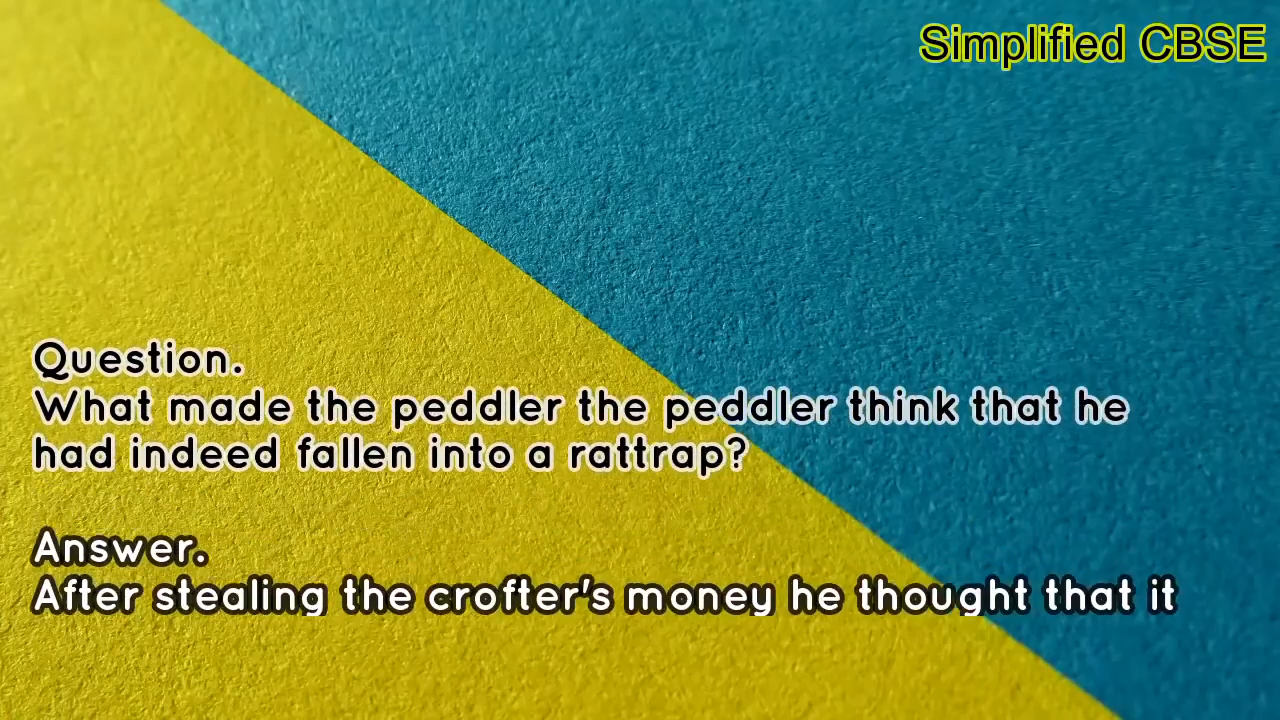 Simplified CBSE
Question.
What made the peddler the peddler think that he
had indeed fallen into a rattrap?
Answer.
After stealing the crofter's money he thought that it